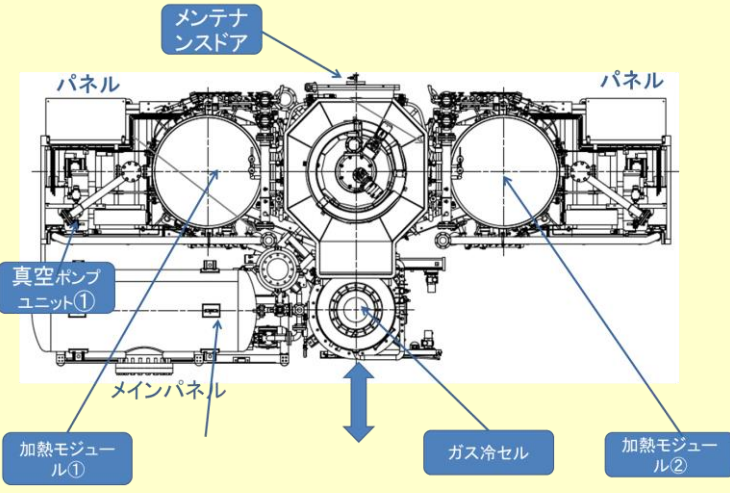 メンテナ
ンスドア
パネル
パネル
真空ポンプ
ユニット①
メインパネル
加熱モジュー
ル①
ガス冷セル
加熱モジュー
ル②